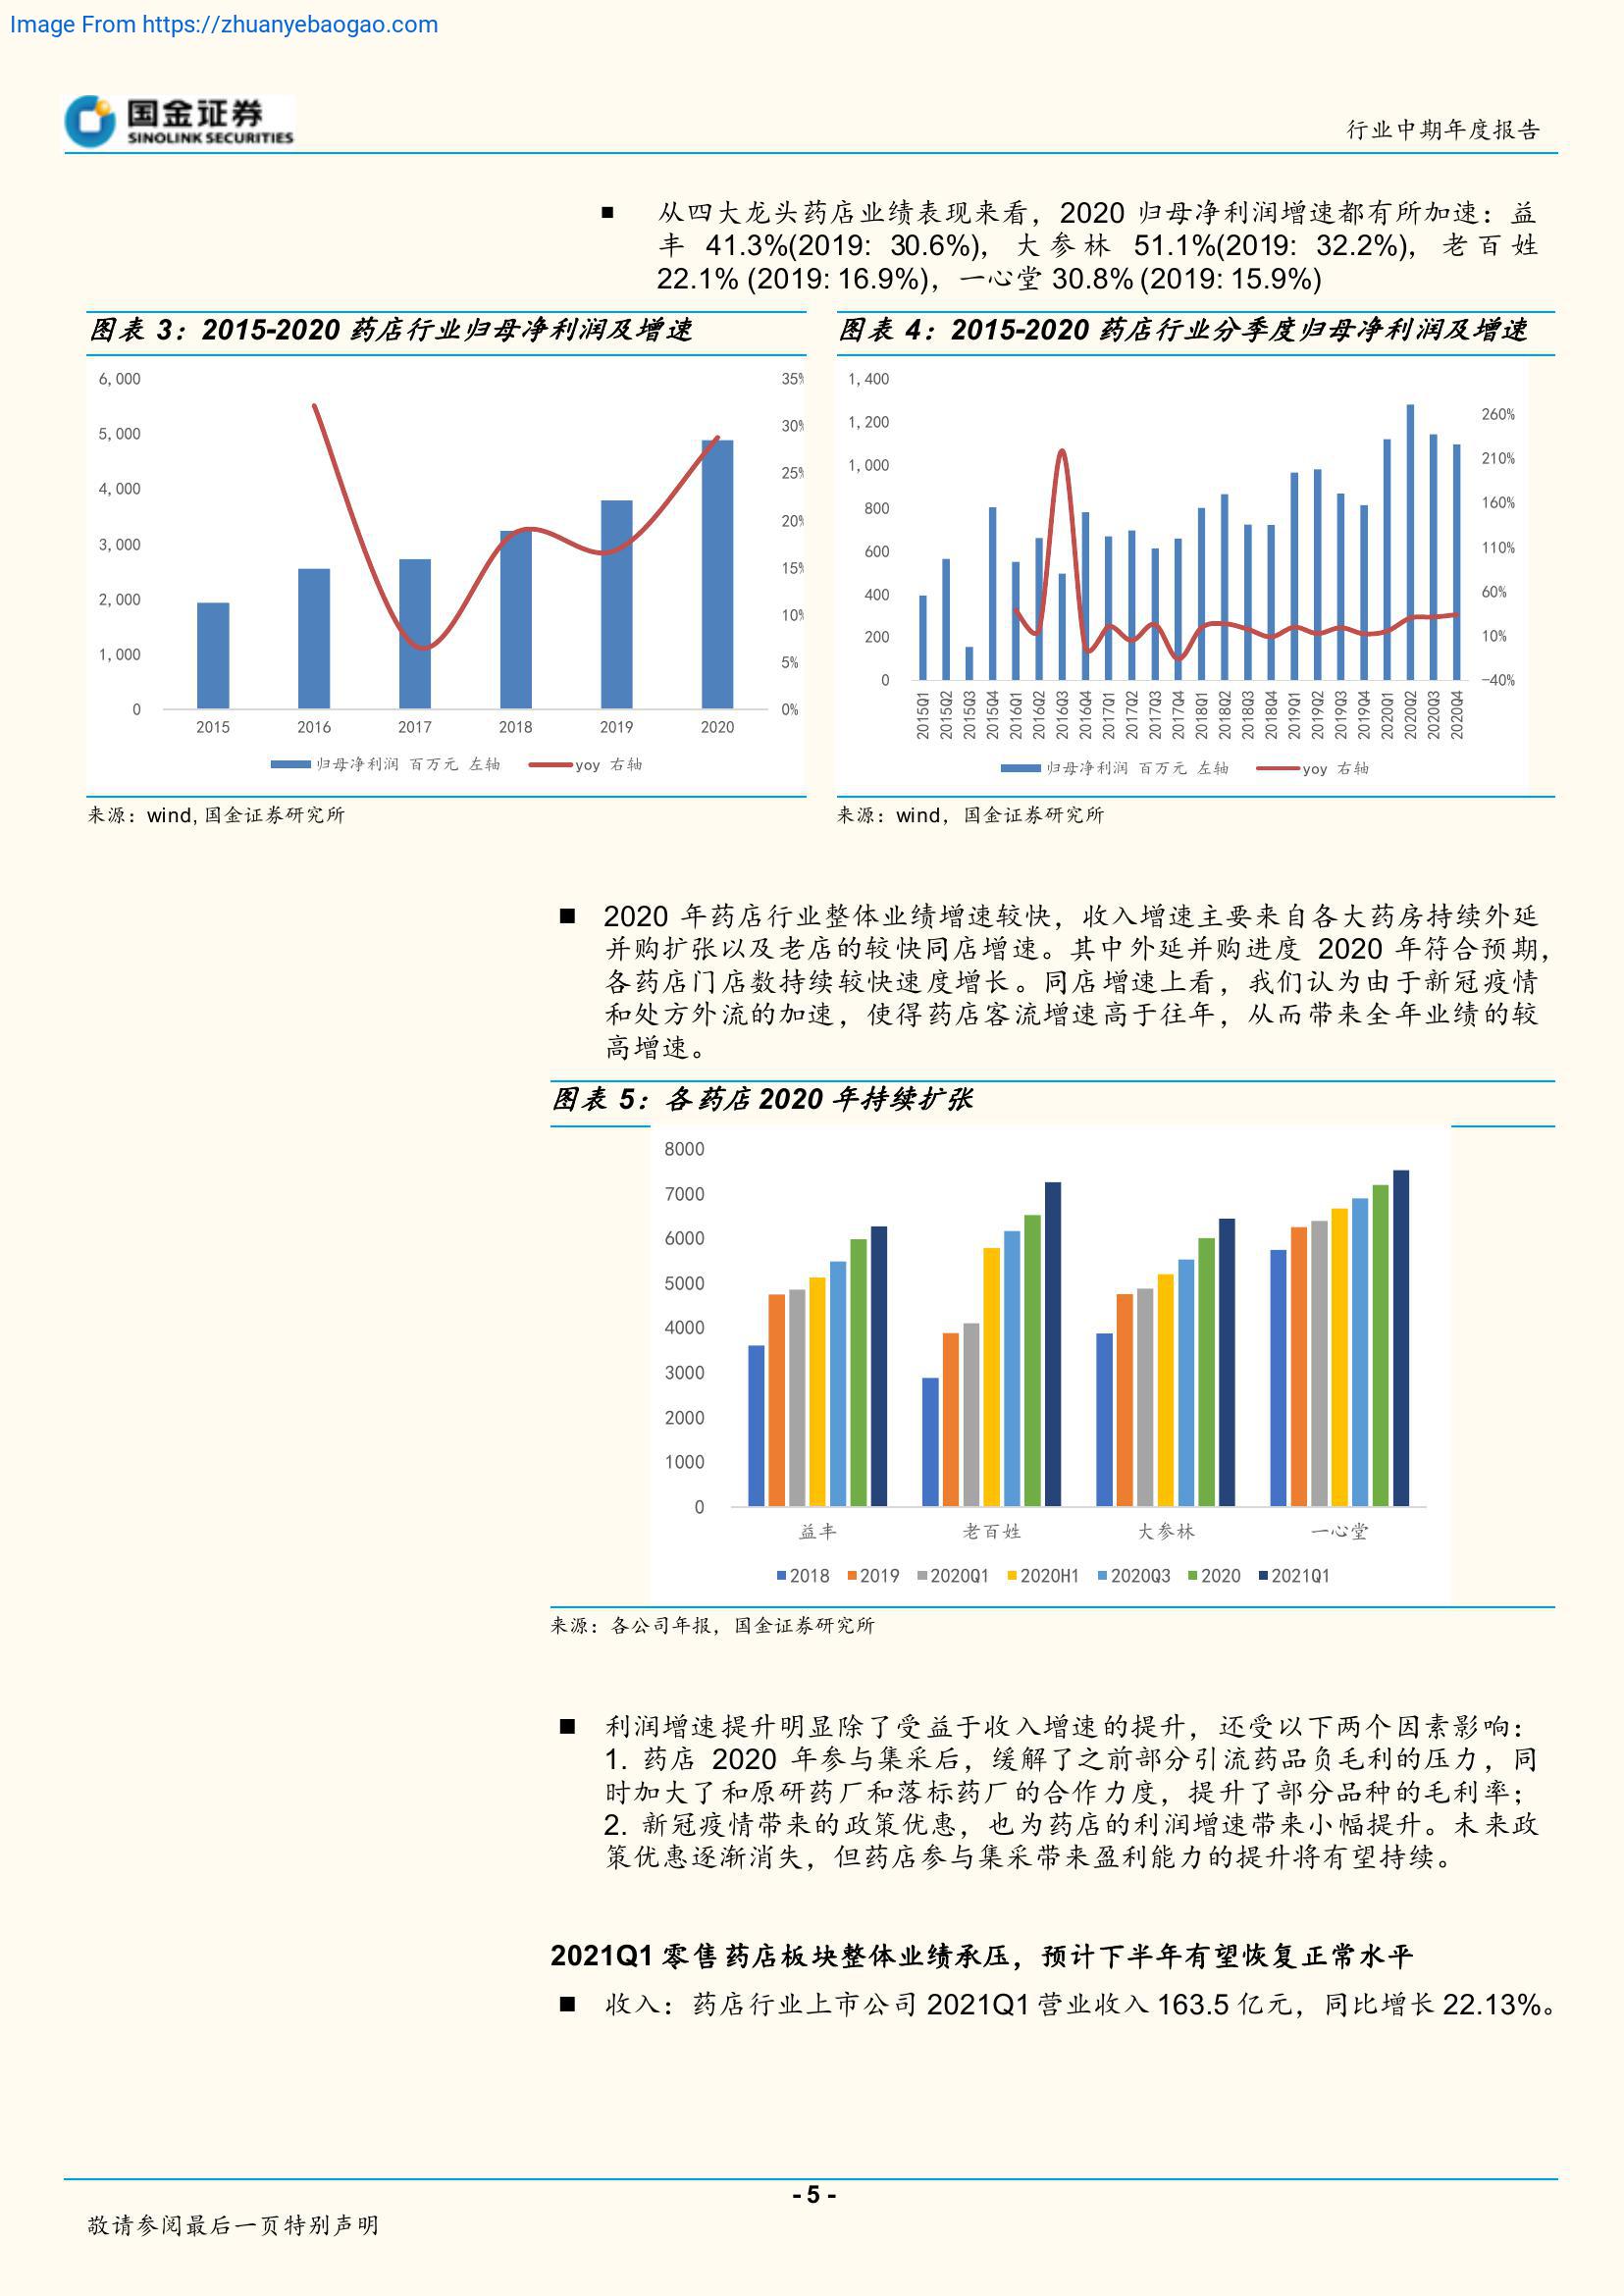 Image From https://zhuanyebaogao.com
国金证券
SINOLINK SECURITIES
行业中期年度报告
■ 从四大龙头药店业绩表现来看，2020 归母净利润增速都有所加速：益
丰 41.3%(2019: 30.6%)，大参林 51.1%(2019: 32.2%)，老百姓
22.1% (2019: 16.9%)，一心堂 30.8% (2019: 15.9%)
图表 3：2015-2020 药店行业归母净利润及增速
6,000
5,000
4,000
3,000
2,000
1,000
0
35%
30%
25%
20%
15%
10%
5%
0%
2015 2016 2017 2018 2019 2020
归母净利润 百万元 左轴 yoy 右轴
来源：wind, 国金证券研究所
图表 4：2015-2020 药店行业分季度归母净利润及增速
1,400
1,200
1,000
800
600
400
200
0
260%
210%
160%
110%
60%
10%
-40%
2015Q1 2015Q2 2015Q3 2015Q4 2016Q1 2016Q2 2016Q3 2016Q4 2017Q1 2017Q2 2017Q3 2017Q4 2018Q1 2018Q2 2018Q3 2018Q4 2019Q1 2019Q2 2019Q3 2019Q4 2020Q1 2020Q2 2020Q3 2020Q4
归母净利润 百万元 左轴 yoy 右轴
来源：wind，国金证券研究所
■ 2020 年药店行业整体业绩增速较快，收入增速主要来自各大药房持续外延
并购扩张以及老店的较快同店增速。其中外延并购进度 2020 年符合预期，
各药店门店数持续较快速度增长。同店增速上看，我们认为由于新冠疫情
和处方外流的加速，使得药店客流增速高于往年，从而带来全年业绩的较
高增速。
图表 5：各药店 2020 年持续扩张
8000
7000
6000
5000
4000
3000
2000
1000
0
益丰 老百姓 大参林 一心堂
2018 2019 2020Q1 2020H1 2020Q3 2020 2021Q1
来源：各公司年报，国金证券研究所
■ 利润增速提升明显除了受益于收入增速的提升，还受以下两个因素影响：
1. 药店 2020 年参与集采后，缓解了之前部分引流药品负毛利的压力，同
时加大了和原研药厂和落标药厂的合作力度，提升了部分品种的毛利率；
2. 新冠疫情带来的政策优惠，也为药店的利润增速带来小幅提升。未来政
策优惠逐渐消失，但药店参与集采带来盈利能力的提升将有望持续。
2021Q1 零售药店板块整体业绩承压，预计下半年有望恢复正常水平
■ 收入：药店行业上市公司 2021Q1 营业收入 163.5 亿元，同比增长 22.13%。
- 5 -
敬请参阅最后一页特别声明